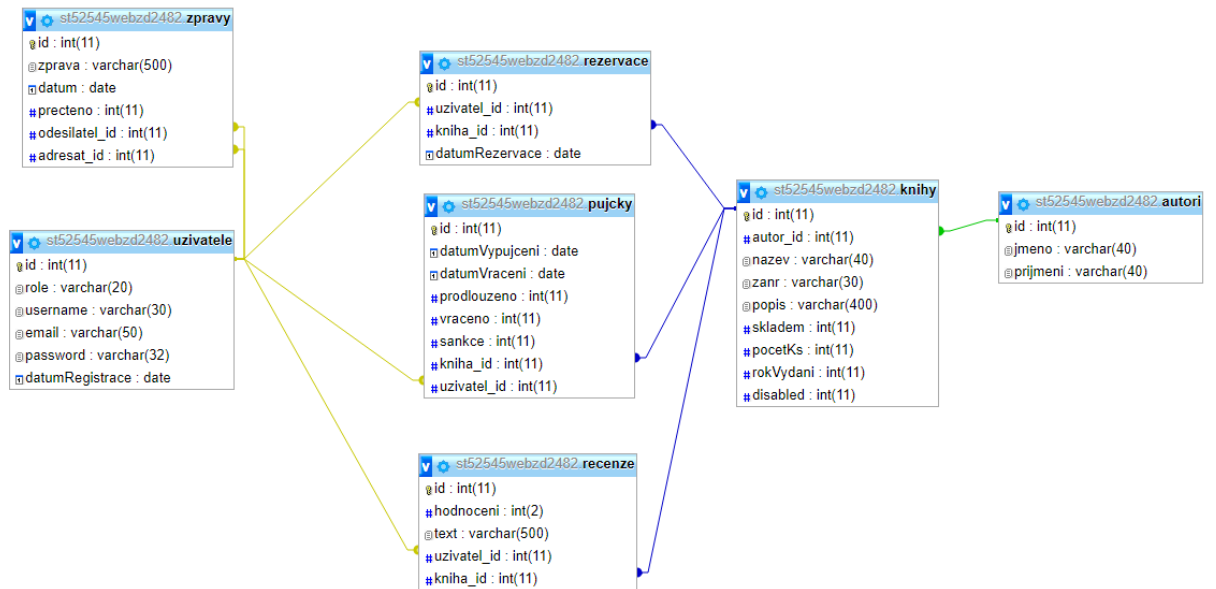 st52545webzd2482 zpravy
id : int(11)
zprava : varchar(500)
datum : date
precteno : int(11)
odesilatel_id : int(11)
adresat_id : int(11)
st52545webzd2482 uzivatele
id : int(11)
role : varchar(20)
username : varchar(30)
email : varchar(50)
password : varchar(32)
datumRegistrace : date
st52545webzd2482 rezervace
id : int(11)
uzivatel_id : int(11)
kniha_id : int(11)
datumRezervace : date
st52545webzd2482 pujcky
id : int(11)
datumVypujceni : date
datumVraceni : date
prodlouzeno : int(11)
vraceno : int(11)
sankce : int(11)
kniha_id : int(11)
uzivatel_id : int(11)
st52545webzd2482 recenze
id : int(11)
hodnoceni : int(2)
text : varchar(500)
uzivatel_id : int(11)
kniha_id : int(11)
st52545webzd2482 knihy
id : int(11)
autor_id : int(11)
nazev : varchar(40)
zanr : varchar(30)
popis : varchar(400)
skladem : int(11)
pocetKs : int(11)
rokVydani : int(11)
disabled : int(11)
st52545webzd2482 autori
id : int(11)
jmeno : varchar(40)
prijmeni : varchar(40)